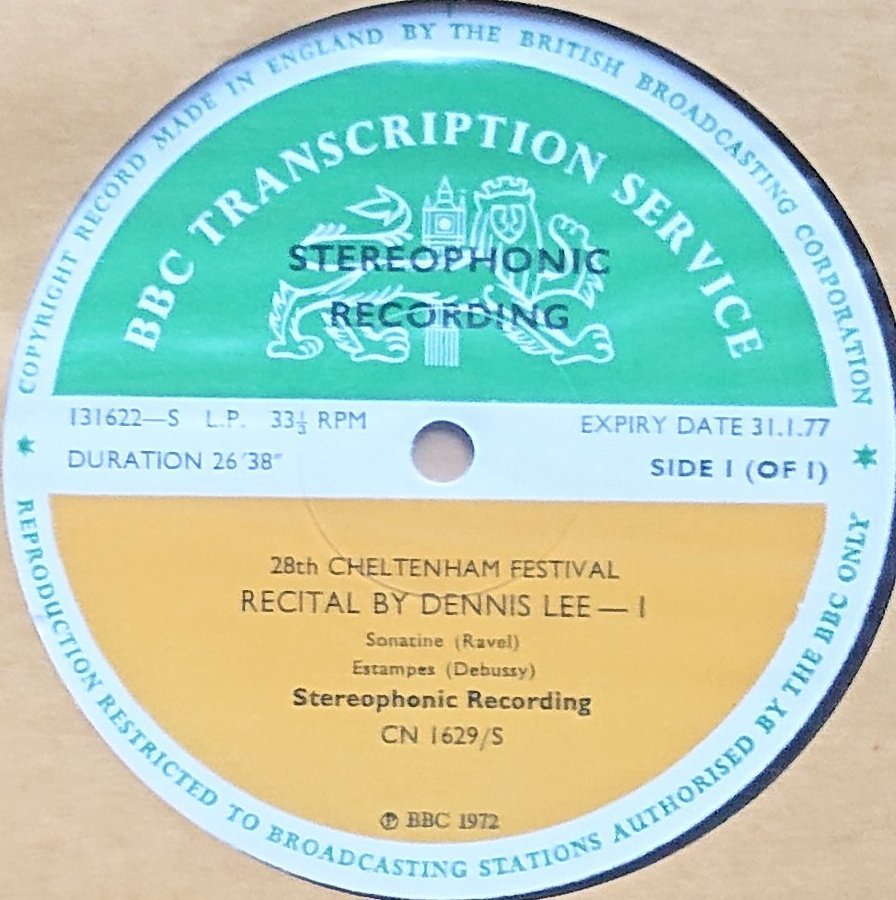 COPYRIGHT RECORD MADE IN ENGLAND BY THE BRITISH BROADCASTING CORPORATION
BBC TRANSCRIPTION SERVICE
STEREOPHONIC
RECORDING
131622—S L.P. 33⅓ RPM
EXPIRY DATE 31.1.77
DURATION 26'38"
SIDE 1 (OF 1)
28th CHELTENHAM FESTIVAL
RECITAL BY DENNIS LEE — 1
Sonatine (Ravel)
Estampes (Debussy)
Stereophonic Recording
CN 1629/S
℗ BBC 1972
REPRODUCTION RESTRICTED TO BROADCASTING STATIONS AUTHORISED BY THE BBC ONLY